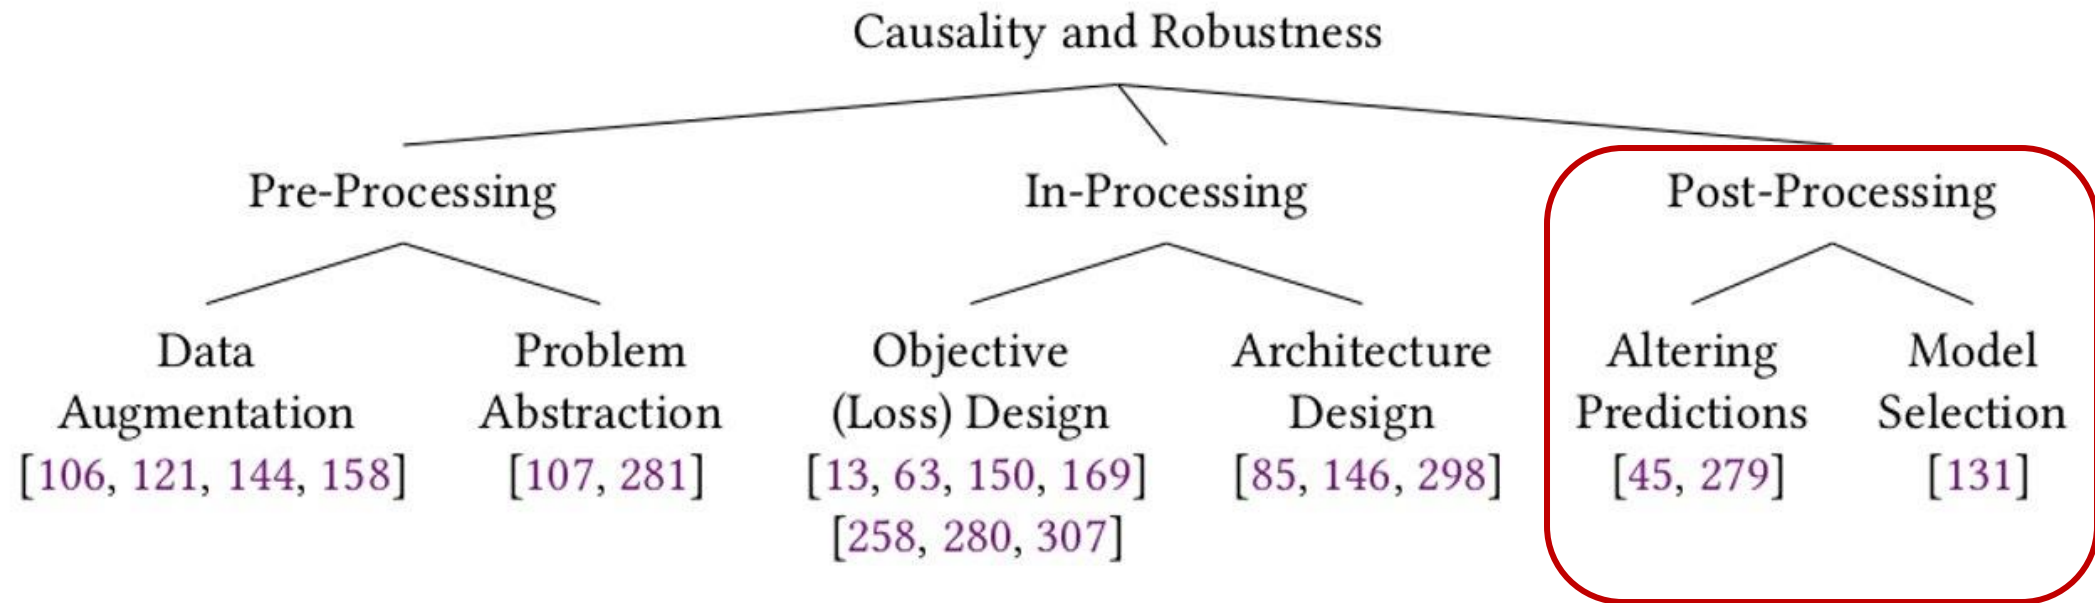 Causality and Robustness
Pre-Processing
In-Processing
Post-Processing
Data
Augmentation
[106, 121, 144, 158]
Problem
Abstraction
[107, 281]
Objective
(Loss) Design
[13, 63, 150, 169]
[258, 280, 307]
Architecture
Design
[85, 146, 298]
Altering
Predictions
[45, 279]
Model
Selection
[131]